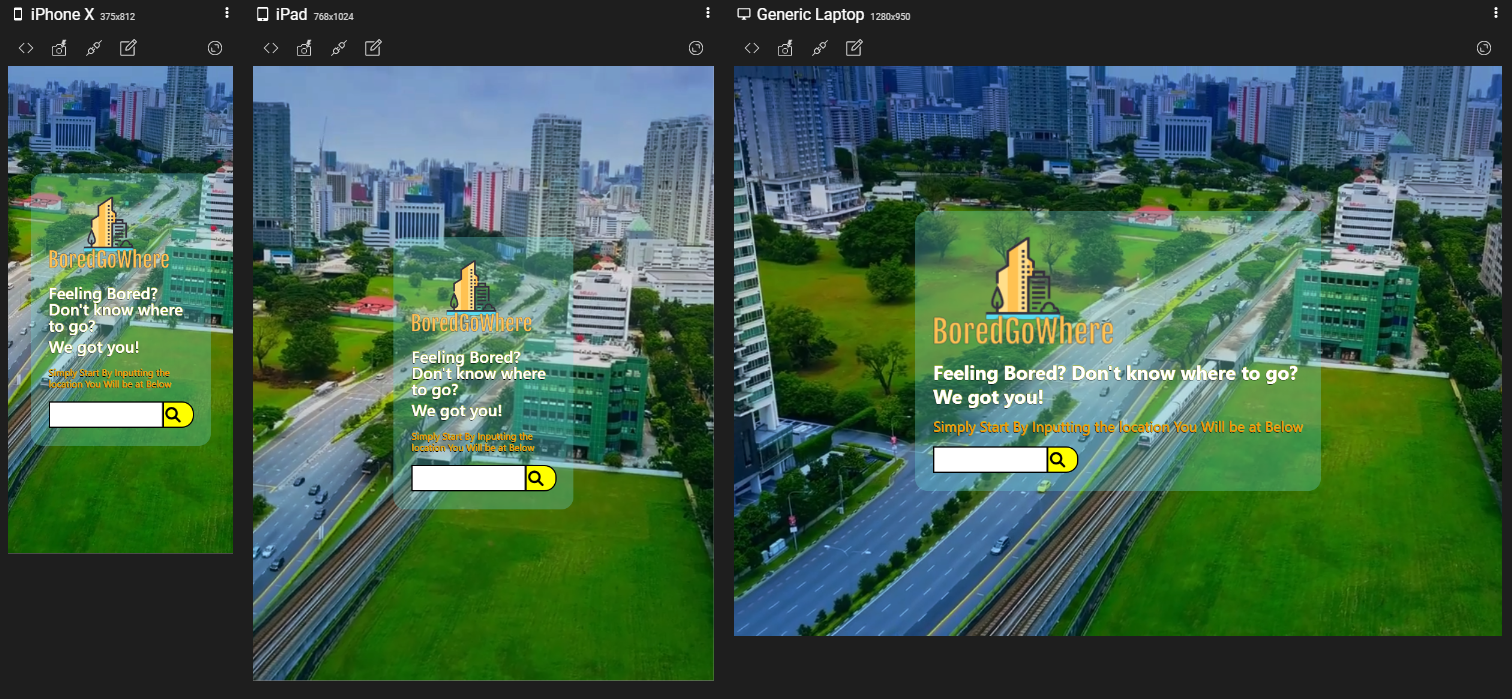 iPhone X 375x812
BoredGoWhere
Feeling Bored?
Don't know where
to go?
We got you!
Simply Start By Inputting the
location You Will be at Below
iPad 768x1024
BoredGoWhere
Feeling Bored?
Don't know where
to go?
We got you!
Simply Start By Inputting the
location You Will be at Below
Generic Laptop 1280x950
BoredGoWhere
Feeling Bored? Don't know where to go?
We got you!
Simply Start By Inputting the location You Will be at Below